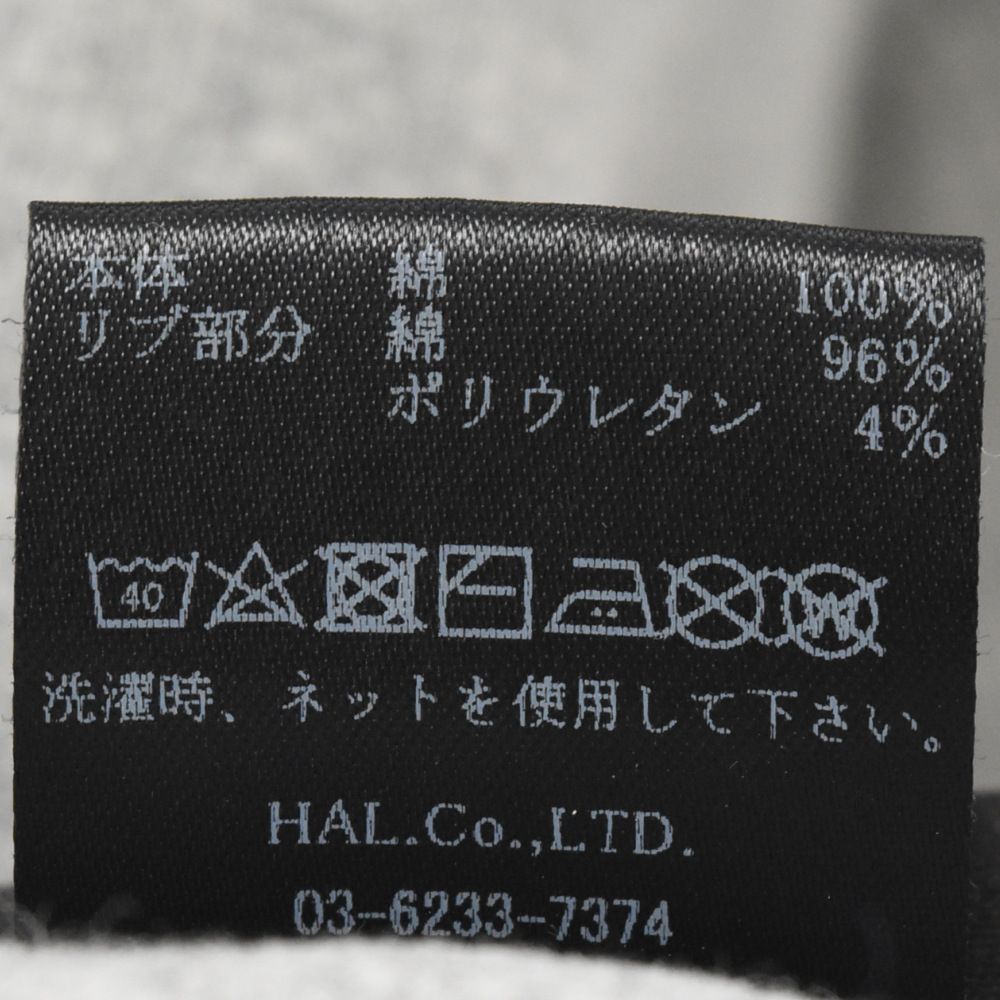 本体 綿 100%
リブ部分 綿 96%
ポリウレタン 4%
40
洗濯時、ネットを使用して下さい。
HAL.Co.,LTD.
03-6233-7374